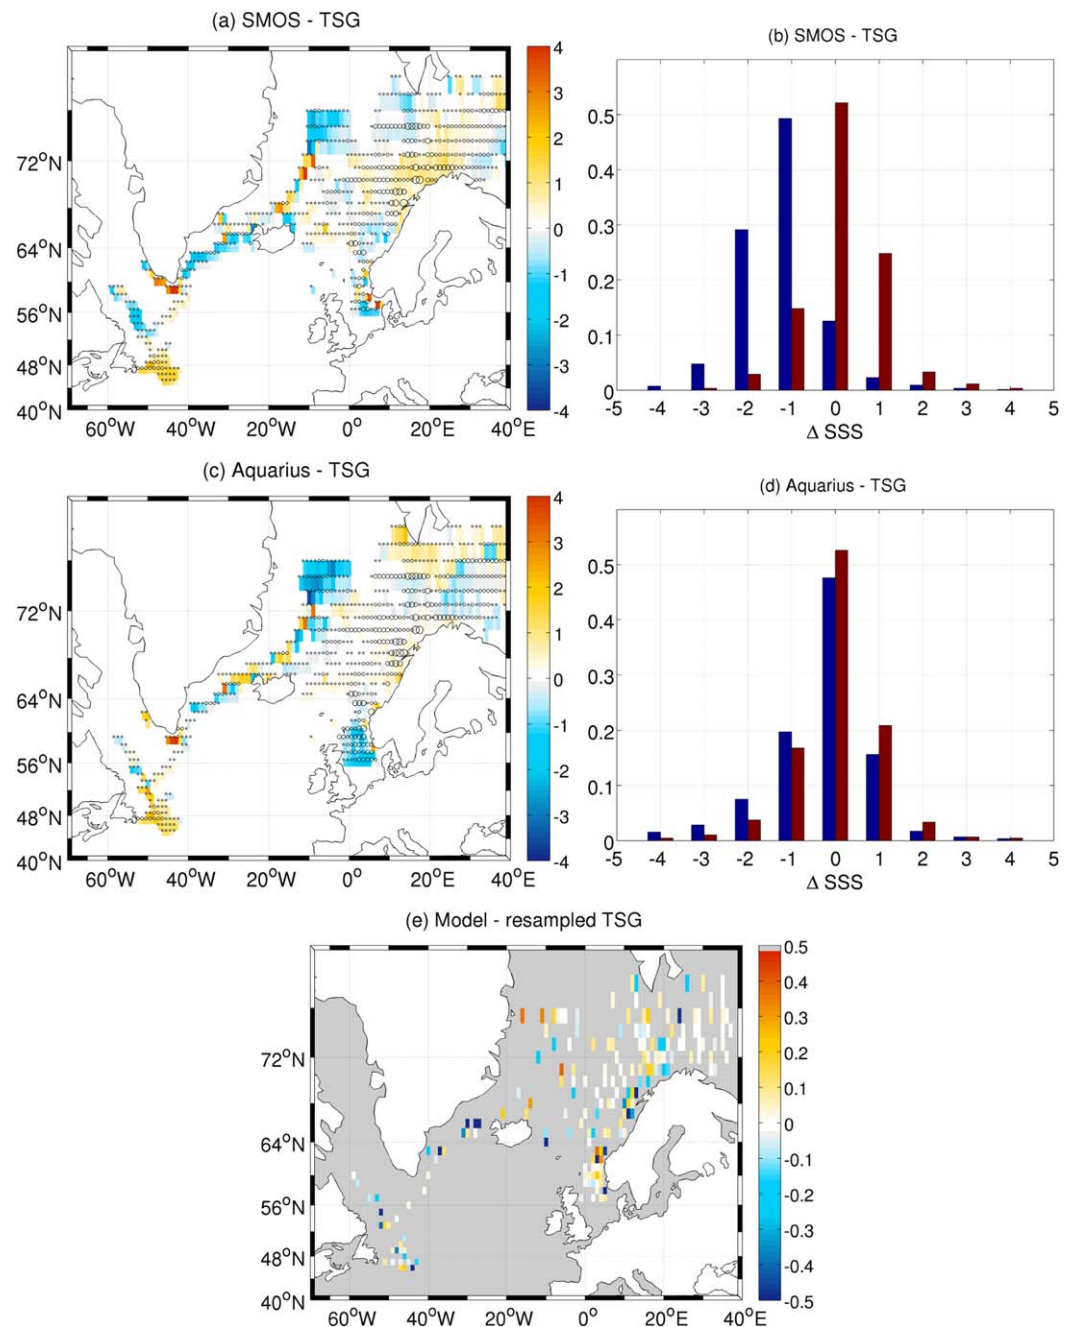 (a) SMOS - TSG
72°N
64°N
56°N
48°N
40°N
60°W 40°W 20°W 0° 20°E 40°E
4
3
2
1
0
-1
-2
-3
-4
(b) SMOS - TSG
0.5
0.4
0.3
0.2
0.1
0
-5 -4 -3 -2 -1 0 1 2 3 4 5
Δ SSS
(c) Aquarius - TSG
72°N
64°N
56°N
48°N
40°N
60°W 40°W 20°W 0° 20°E 40°E
4
3
2
1
0
-1
-2
-3
-4
(d) Aquarius - TSG
0.5
0.4
0.3
0.2
0.1
0
-5 -4 -3 -2 -1 0 1 2 3 4 5
Δ SSS
(e) Model - resampled TSG
72°N
64°N
56°N
48°N
40°N
60°W 40°W 20°W 0° 20°E 40°E
0.5
0.4
0.3
0.2
0.1
0
-0.1
-0.2
-0.3
-0.4
-0.5